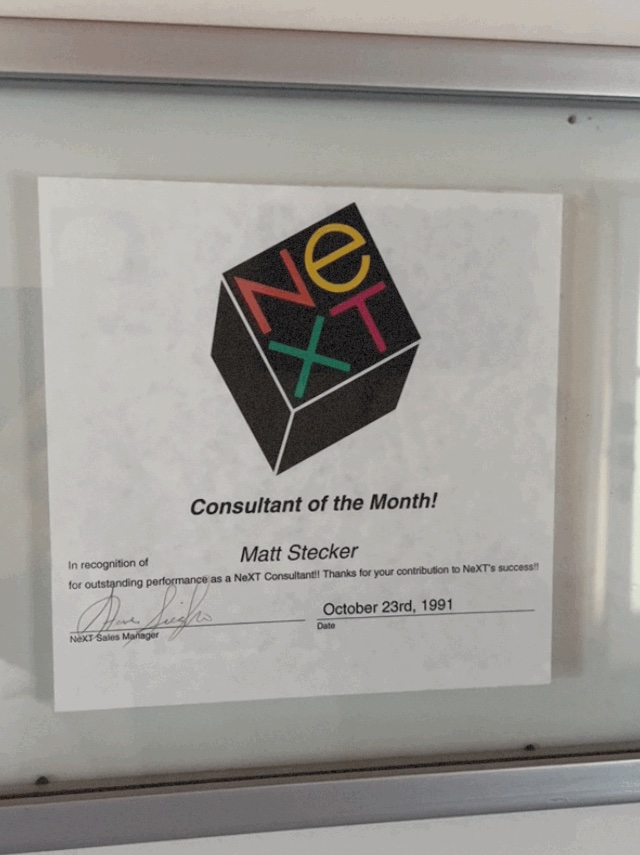 NeXT
Consultant of the Month!
In recognition of Matt Stecker
for outstanding performance as a NeXT Consultant!! Thanks for your contribution to NeXT's success!!
October 23rd, 1991
NeXT Sales Manager Date